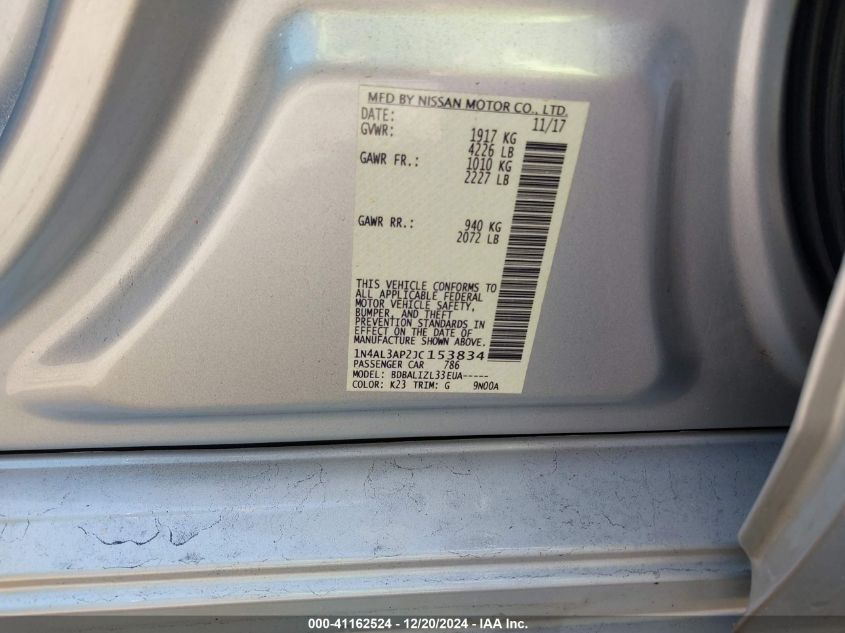 MFD BY NISSAN MOTOR CO., LTD.
DATE: 11/17
GVWR: 1917 KG
4226 LB
GAWR FR.: 1010 KG
2227 LB
GAWR RR.: 940 KG
2072 LB
THIS VEHICLE CONFORMS TO
ALL APPLICABLE FEDERAL
MOTOR VEHICLE SAFETY,
BUMPER, AND THEFT
PREVENTION STANDARDS IN
EFFECT ON THE DATE OF
MANUFACTURE SHOWN ABOVE.
1N4AL3AP2JC153834
PASSENGER CAR 786
MODEL: BDBALIZL33EUA-----
COLOR: K23 TRIM: G 9N00A
000-41162524 - 12/20/2024 - IAA Inc.